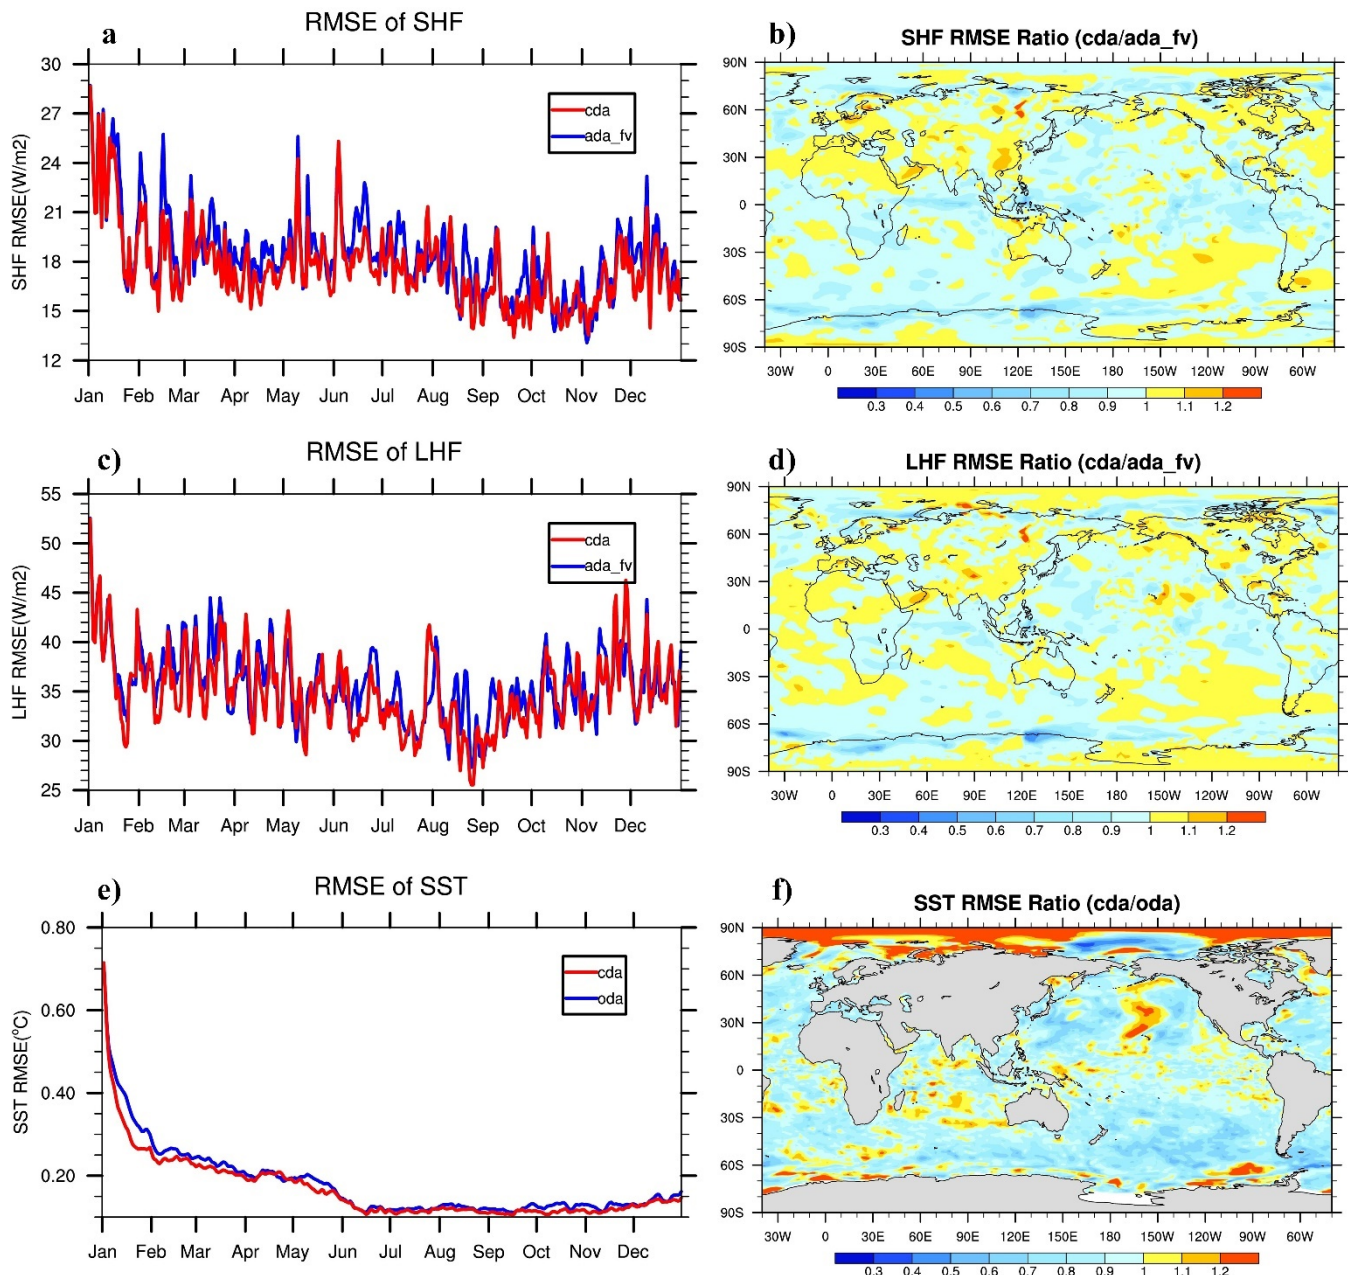 a
RMSE of SHF
30
27
24
21
18
15
12
SHF RMSE(W/m2)
cda
ada_fv
Jan Feb Mar Apr May Jun Jul Aug Sep Oct Nov Dec
b)
SHF RMSE Ratio (cda/ada_fv)
90N
60N
30N
0
30S
60S
90S
30W 0 30E 60E 90E 120E 150E 180 150W 120W 90W 60W
0.3 0.4 0.5 0.6 0.7 0.8 0.9 1 1.1 1.2
c)
RMSE of LHF
55
50
45
40
35
30
25
LHF RMSE(W/m2)
cda
ada_fv
Jan Feb Mar Apr May Jun Jul Aug Sep Oct Nov Dec
d)
LHF RMSE Ratio (cda/ada_fv)
90N
60N
30N
0
30S
60S
90S
30W 0 30E 60E 90E 120E 150E 180 150W 120W 90W 60W
0.3 0.4 0.5 0.6 0.7 0.8 0.9 1 1.1 1.2
e)
RMSE of SST
0.80
0.60
0.40
0.20
SST RMSE(°C)
cda
oda
Jan Feb Mar Apr May Jun Jul Aug Sep Oct Nov Dec
f)
SST RMSE Ratio (cda/oda)
90N
60N
30N
0
30S
60S
90S
30W 0 30E 60E 90E 120E 150E 180 150W 120W 90W 60W
0.3 0.4 0.5 0.6 0.7 0.8 0.9 1 1.1 1.2